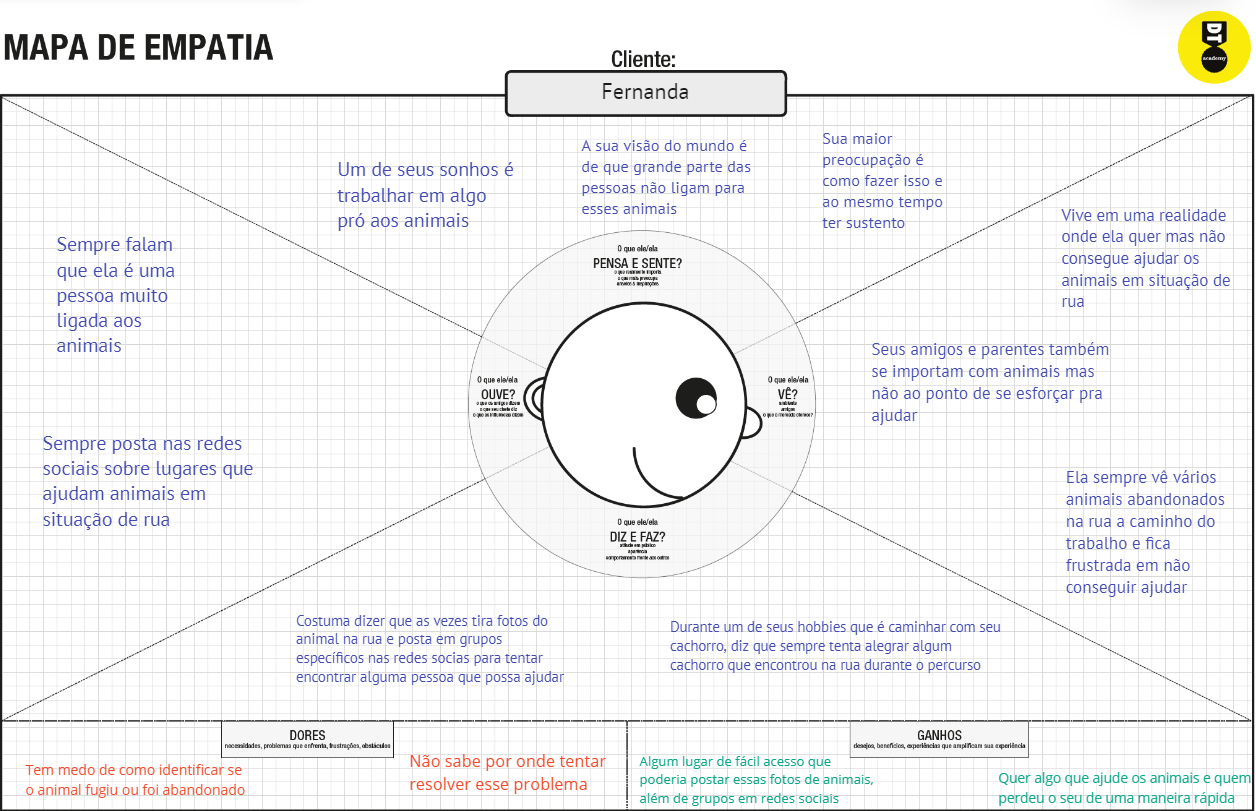 MAPA DE EMPATIA
DT
academy
Cliente:
Fernanda
Um de seus sonhos é
trabalhar em algo
pró aos animais
A sua visão do mundo é
de que grande parte das
pessoas não ligam para
esses animais
Sua maior
preocupação é
como fazer isso e
ao mesmo tempo
ter sustento
Sempre falam
que ela é uma
pessoa muito
ligada aos
animais
Sempre posta nas redes
sociais sobre lugares que
ajudam animais em
situação de rua
O que ele/ela
PENSA E SENTE?
o que realmente importa
o que mais preocupa
anseios & aspirações
O que ele/ela
OUVE?
o que os amigos dizem
o que seu chefe diz
o que os influenciadores dizem
O que ele/ela
VÊ?
ambiente
amigos
o que o mercado oferece?
O que ele/ela
DIZ E FAZ?
atitude em público
aparência
comportamento frente aos outros
Vive em uma realidade
onde ela quer mas não
consegue ajudar os
animais em situação de
rua
Seus amigos e parentes também
se importam com animais mas
não ao ponto de se esforçar pra
ajudar
Ela sempre vê vários
animais abandonados
na rua a caminho do
trabalho e fica
frustrada em não
conseguir ajudar
Costuma dizer que as vezes tira fotos do
animal na rua e posta em grupos
específicos nas redes socias para tentar
encontrar alguma pessoa que possa ajudar
Durante um de seus hobbies que é caminhar com seu
cachorro, diz que sempre tenta alegrar algum
cachorro que encontrou na rua durante o percurso
DORES
necessidades, problemas que enfrenta, frustrações, obstáculos
Tem medo de como identificar se
o animal fugiu ou foi abandonado
Não sabe por onde tentar
resolver esse problema
GANHOS
desejos, benefícios, experiências que amplificam sua experiência
Algum lugar de fácil acesso que
poderia postar essas fotos de animais,
além de grupos em redes sociais
Quer algo que ajude os animais e quem
perdeu o seu de uma maneira rápida